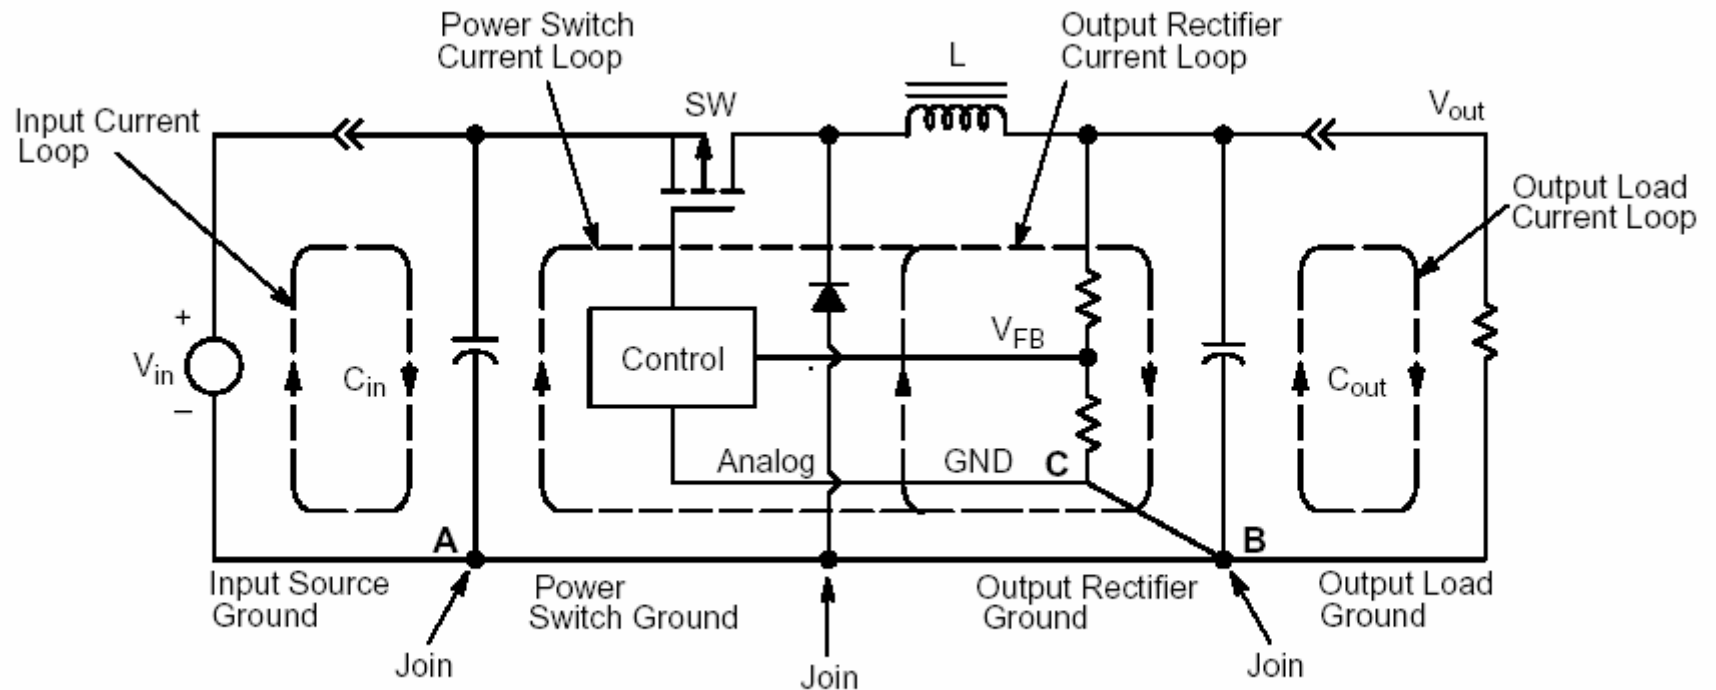 Power Switch
Current Loop
Output Rectifier
Current Loop
L
SW
Vout
Input Current
Loop
Output Load
Current Loop
+
Vin
−
Cin
Control
VFB
Cout
Analog GND C
A
B
Input Source
Ground
Power
Switch Ground
Output Rectifier
Ground
Output Load
Ground
Join
Join
Join